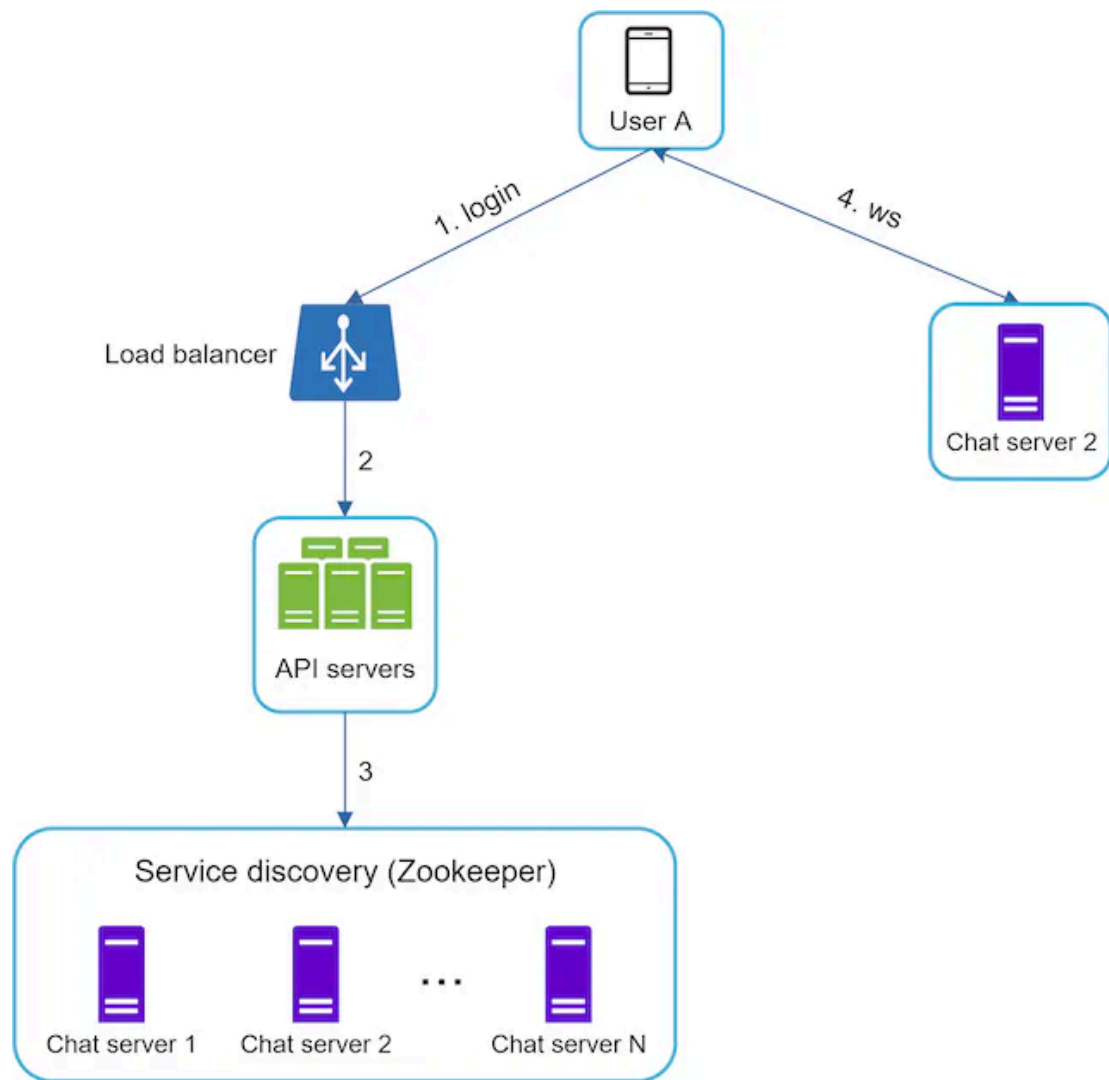 User A
1. login
4. ws
Load balancer
Chat server 2
2
API servers
3
Service discovery (Zookeeper)
Chat server 1
Chat server 2
...
Chat server N